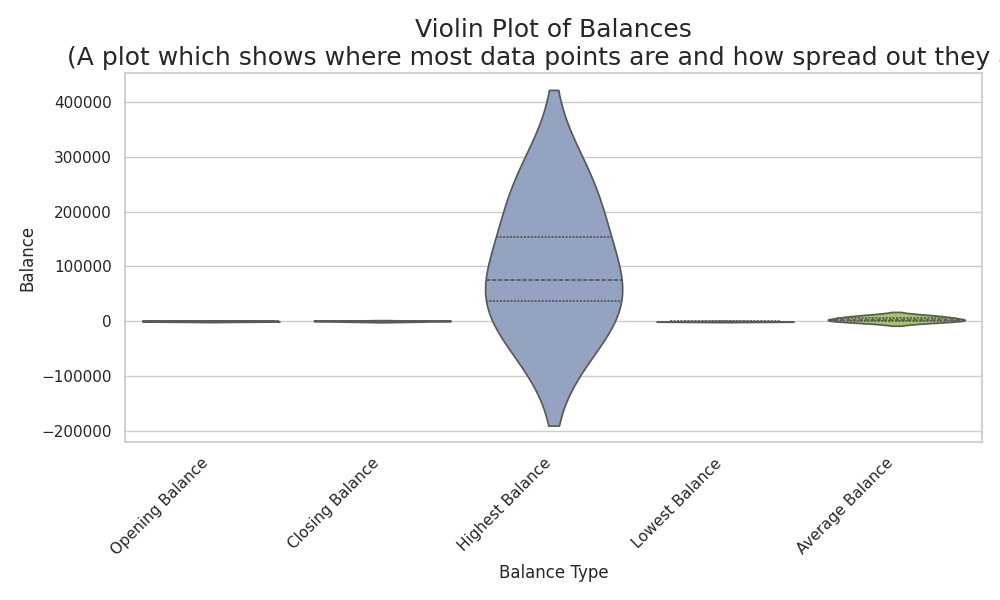 Violin Plot of Balances
(A plot which shows where most data points are and how spread out they
400000
300000
200000
100000
0
−100000
−200000
Balance
Opening Balance
Closing Balance
Highest Balance
Lowest Balance
Average Balance
Balance Type